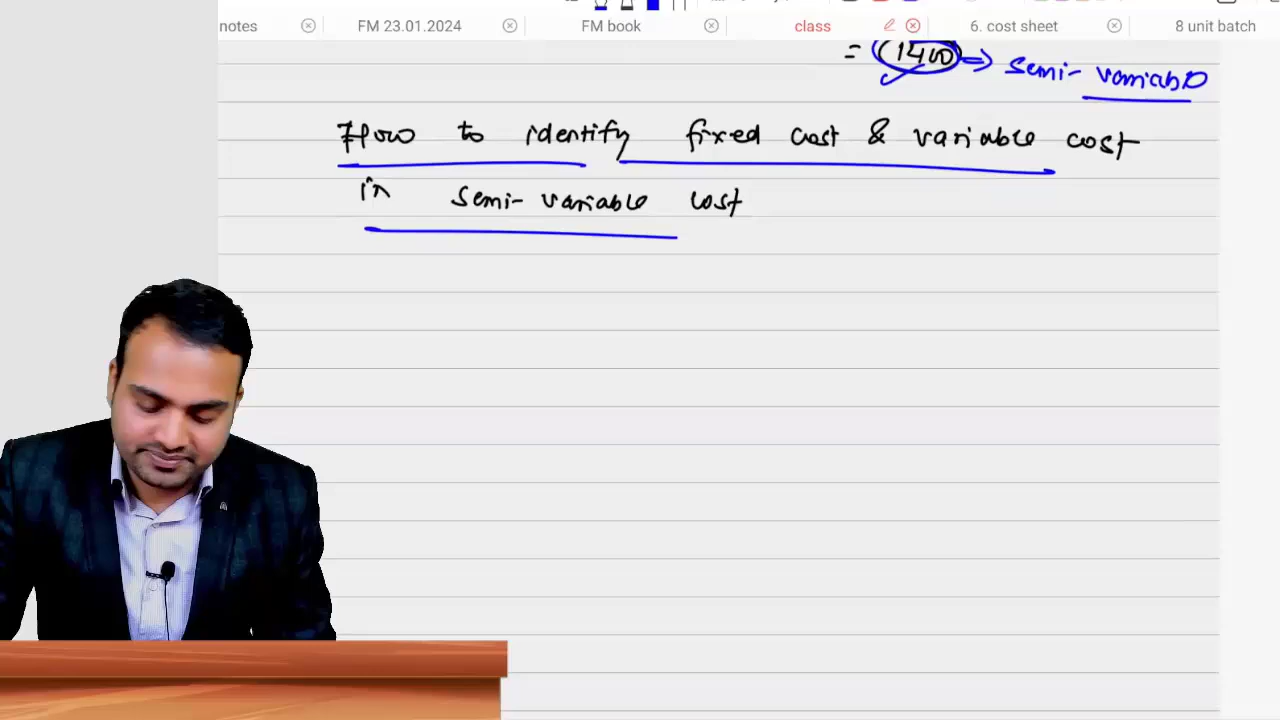 notes FM 23.01.2024 FM book class 6. cost sheet 8 unit batch
= 1400 ⇒ semi-variable
How to identify fixed cost & variable cost
in semi-variable cost